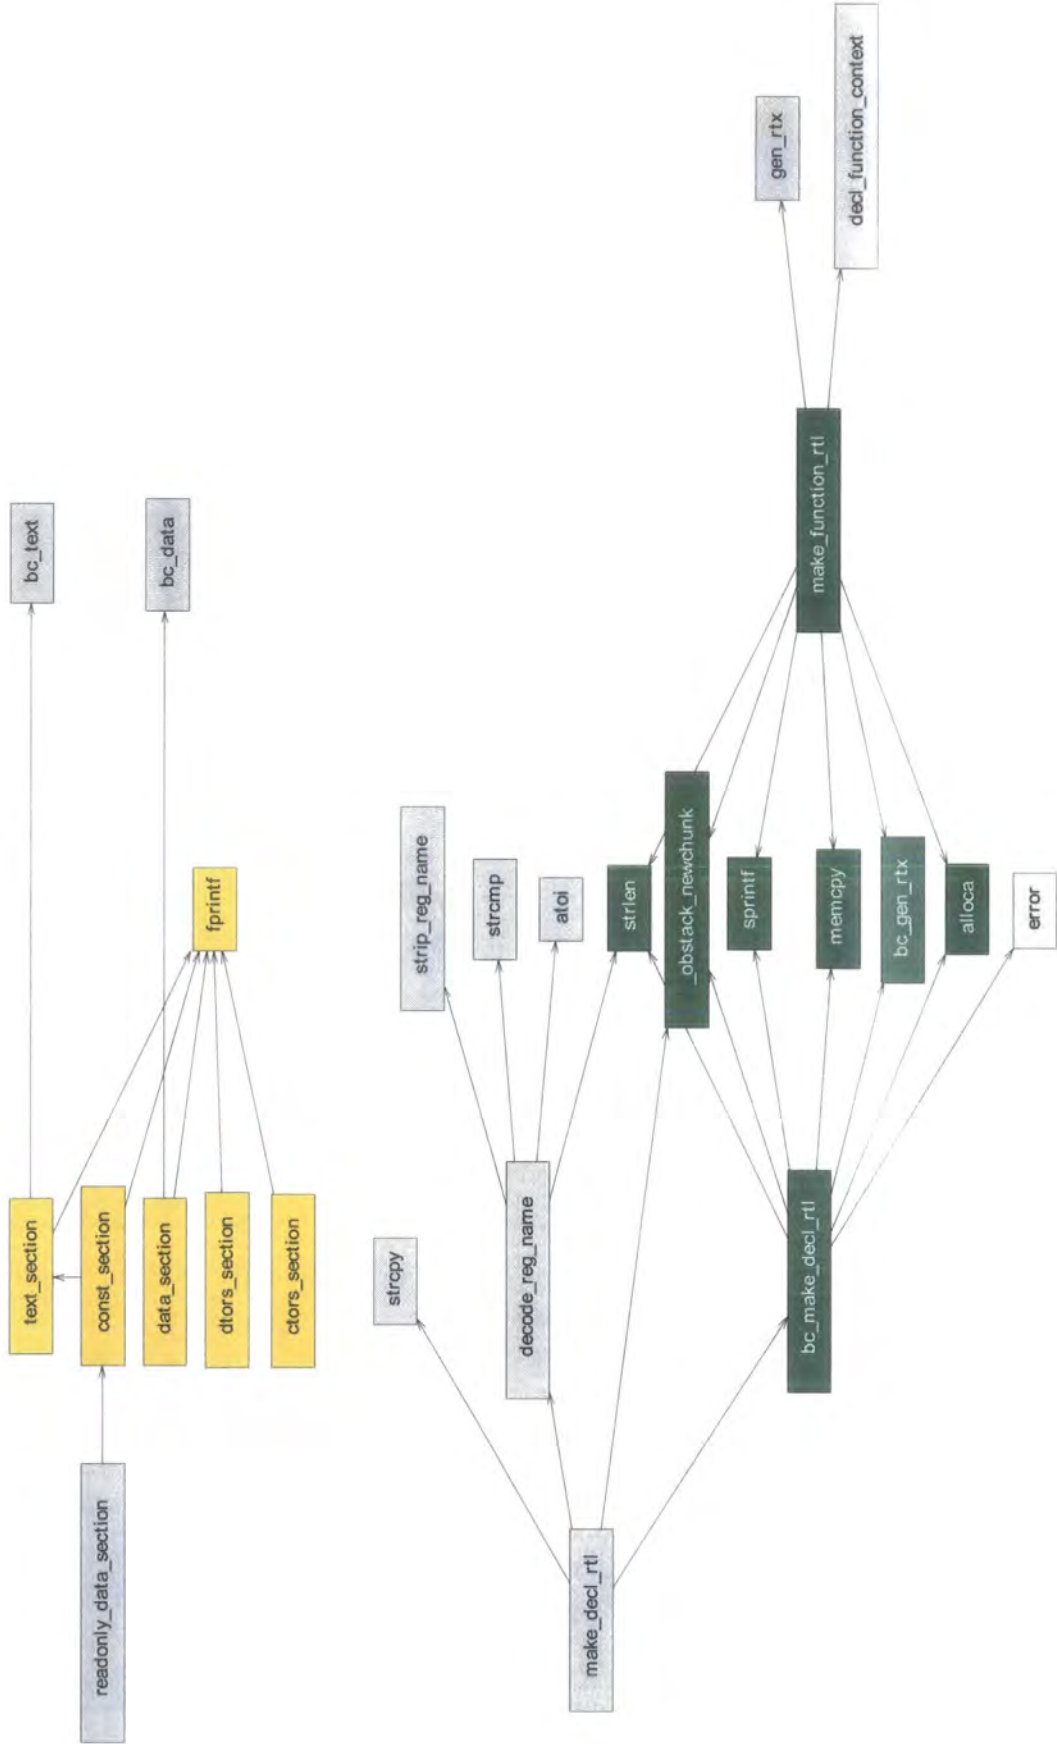 readonly_data_section
text_section
const_section
data_section
dtors_section
ctors_section
fprintf
bc_text
bc_data
make_decl_rtl
strcpy
decode_reg_name
bc_make_decl_rtl
strip_reg_name
strcmp
atoi
strlen
_obstack_newchunk
sprintf
memcpy
bc_gen_rtx
alloca
error
make_function_rtl
gen_rtx
decl_function_context